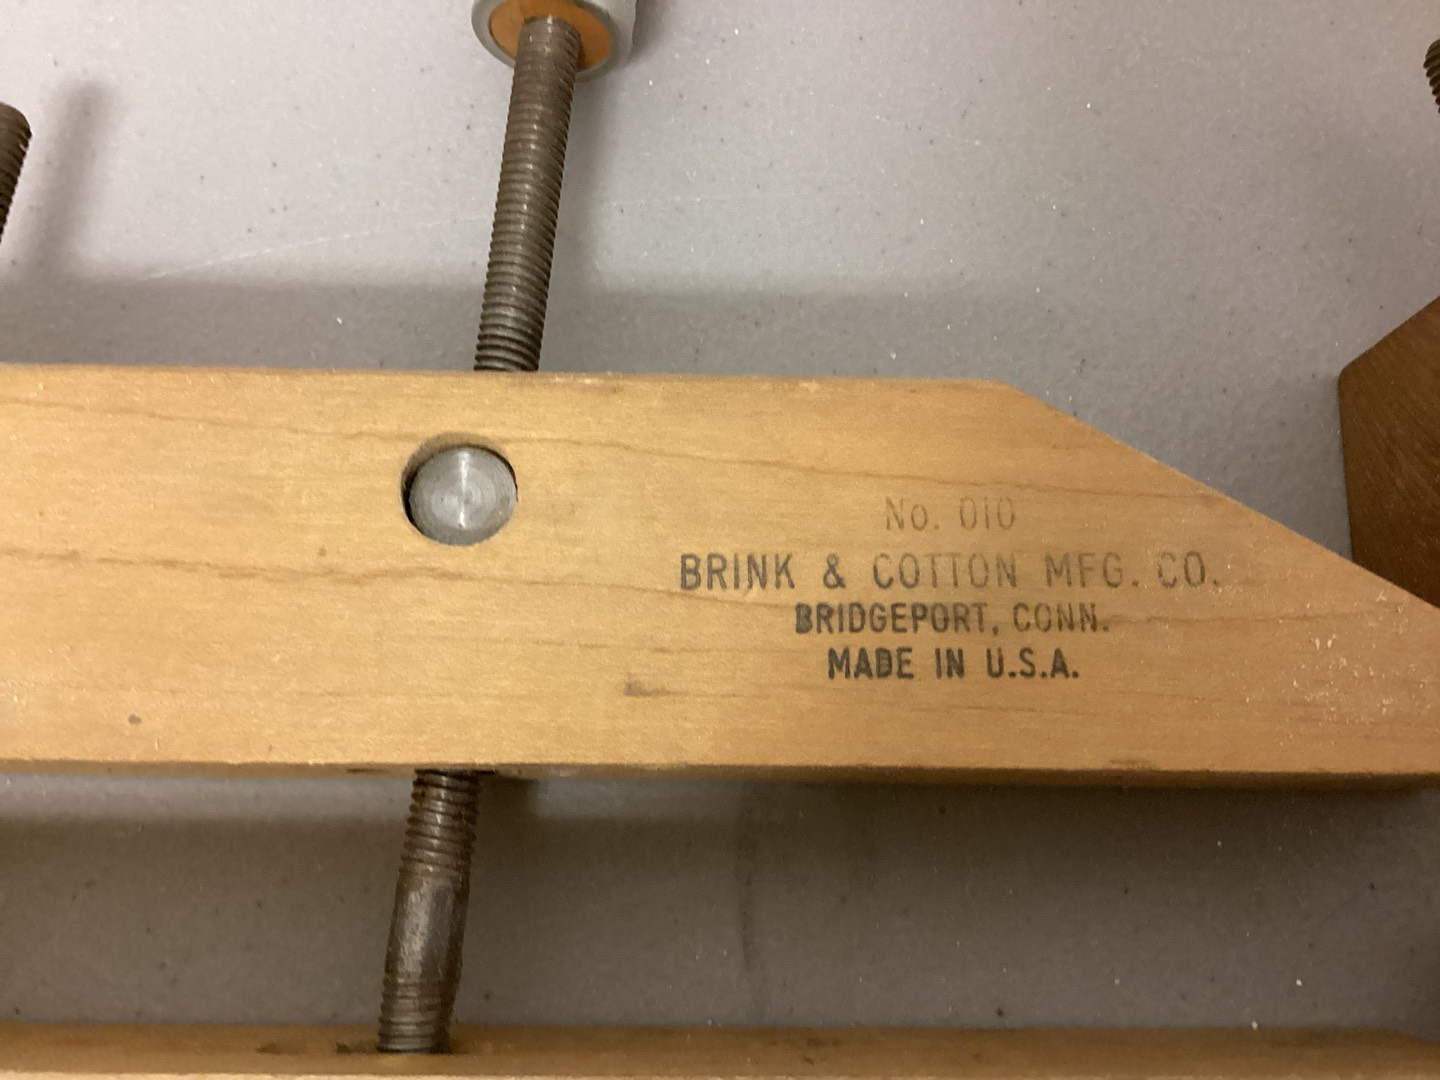 No. 010
BRINK & COTTON MFG. CO.
BRIDGEPORT, CONN.
MADE IN U.S.A.